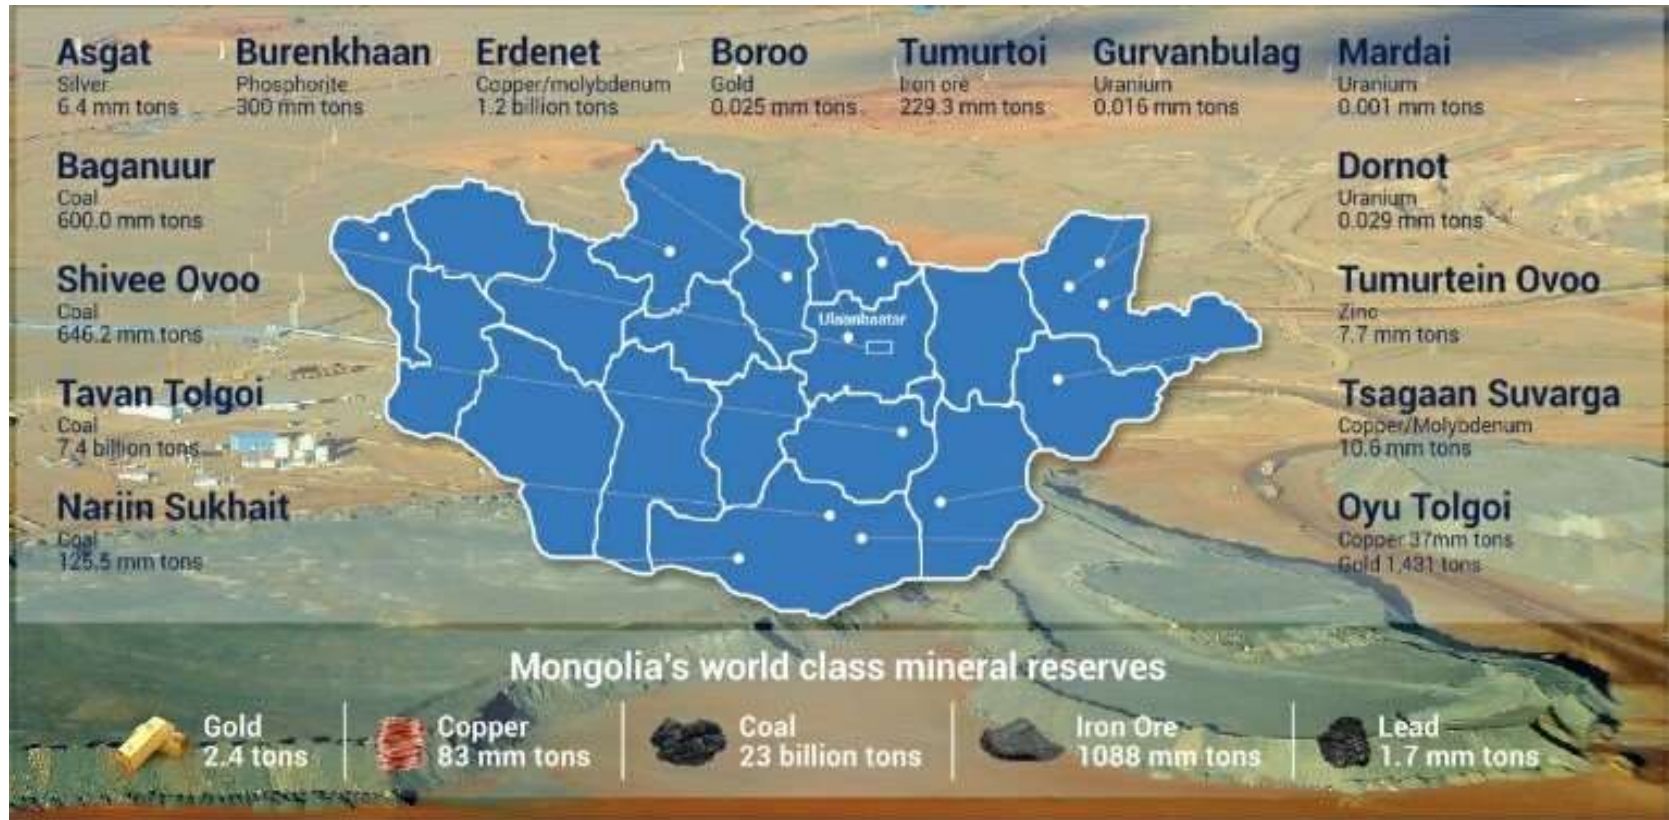 Asgat
Silver
6.4 mm tons
Burenkhaan
Phosphorite
300 mm tons
Erdenet
Copper/molybdenum
1.2 billion tons
Boroo
Gold
0.025 mm tons
Tumurtoi
Iron ore
229.3 mm tons
Gurvanbulag
Uranium
0.016 mm tons
Mardai
Uranium
0.001 mm tons
Baganuur
Coal
600.0 mm tons
Dornot
Uranium
0.029 mm tons
Shivee Ovoo
Coal
646.2 mm tons
Tumurtein Ovoo
Zinc
7.7 mm tons
Ulaanbaatar
Tavan Tolgoi
Coal
7.4 billion tons
Tsagaan Suvarga
Copper/Molybdenum
10.6 mm tons
Nariin Sukhait
Coal
125.5 mm tons
Oyu Tolgoi
Copper 37mm tons
Gold 1,431 tons
Mongolia's world class mineral reserves
Gold
2.4 tons
Copper
83 mm tons
Coal
23 billion tons
Iron Ore
1088 mm tons
Lead
1.7 mm tons